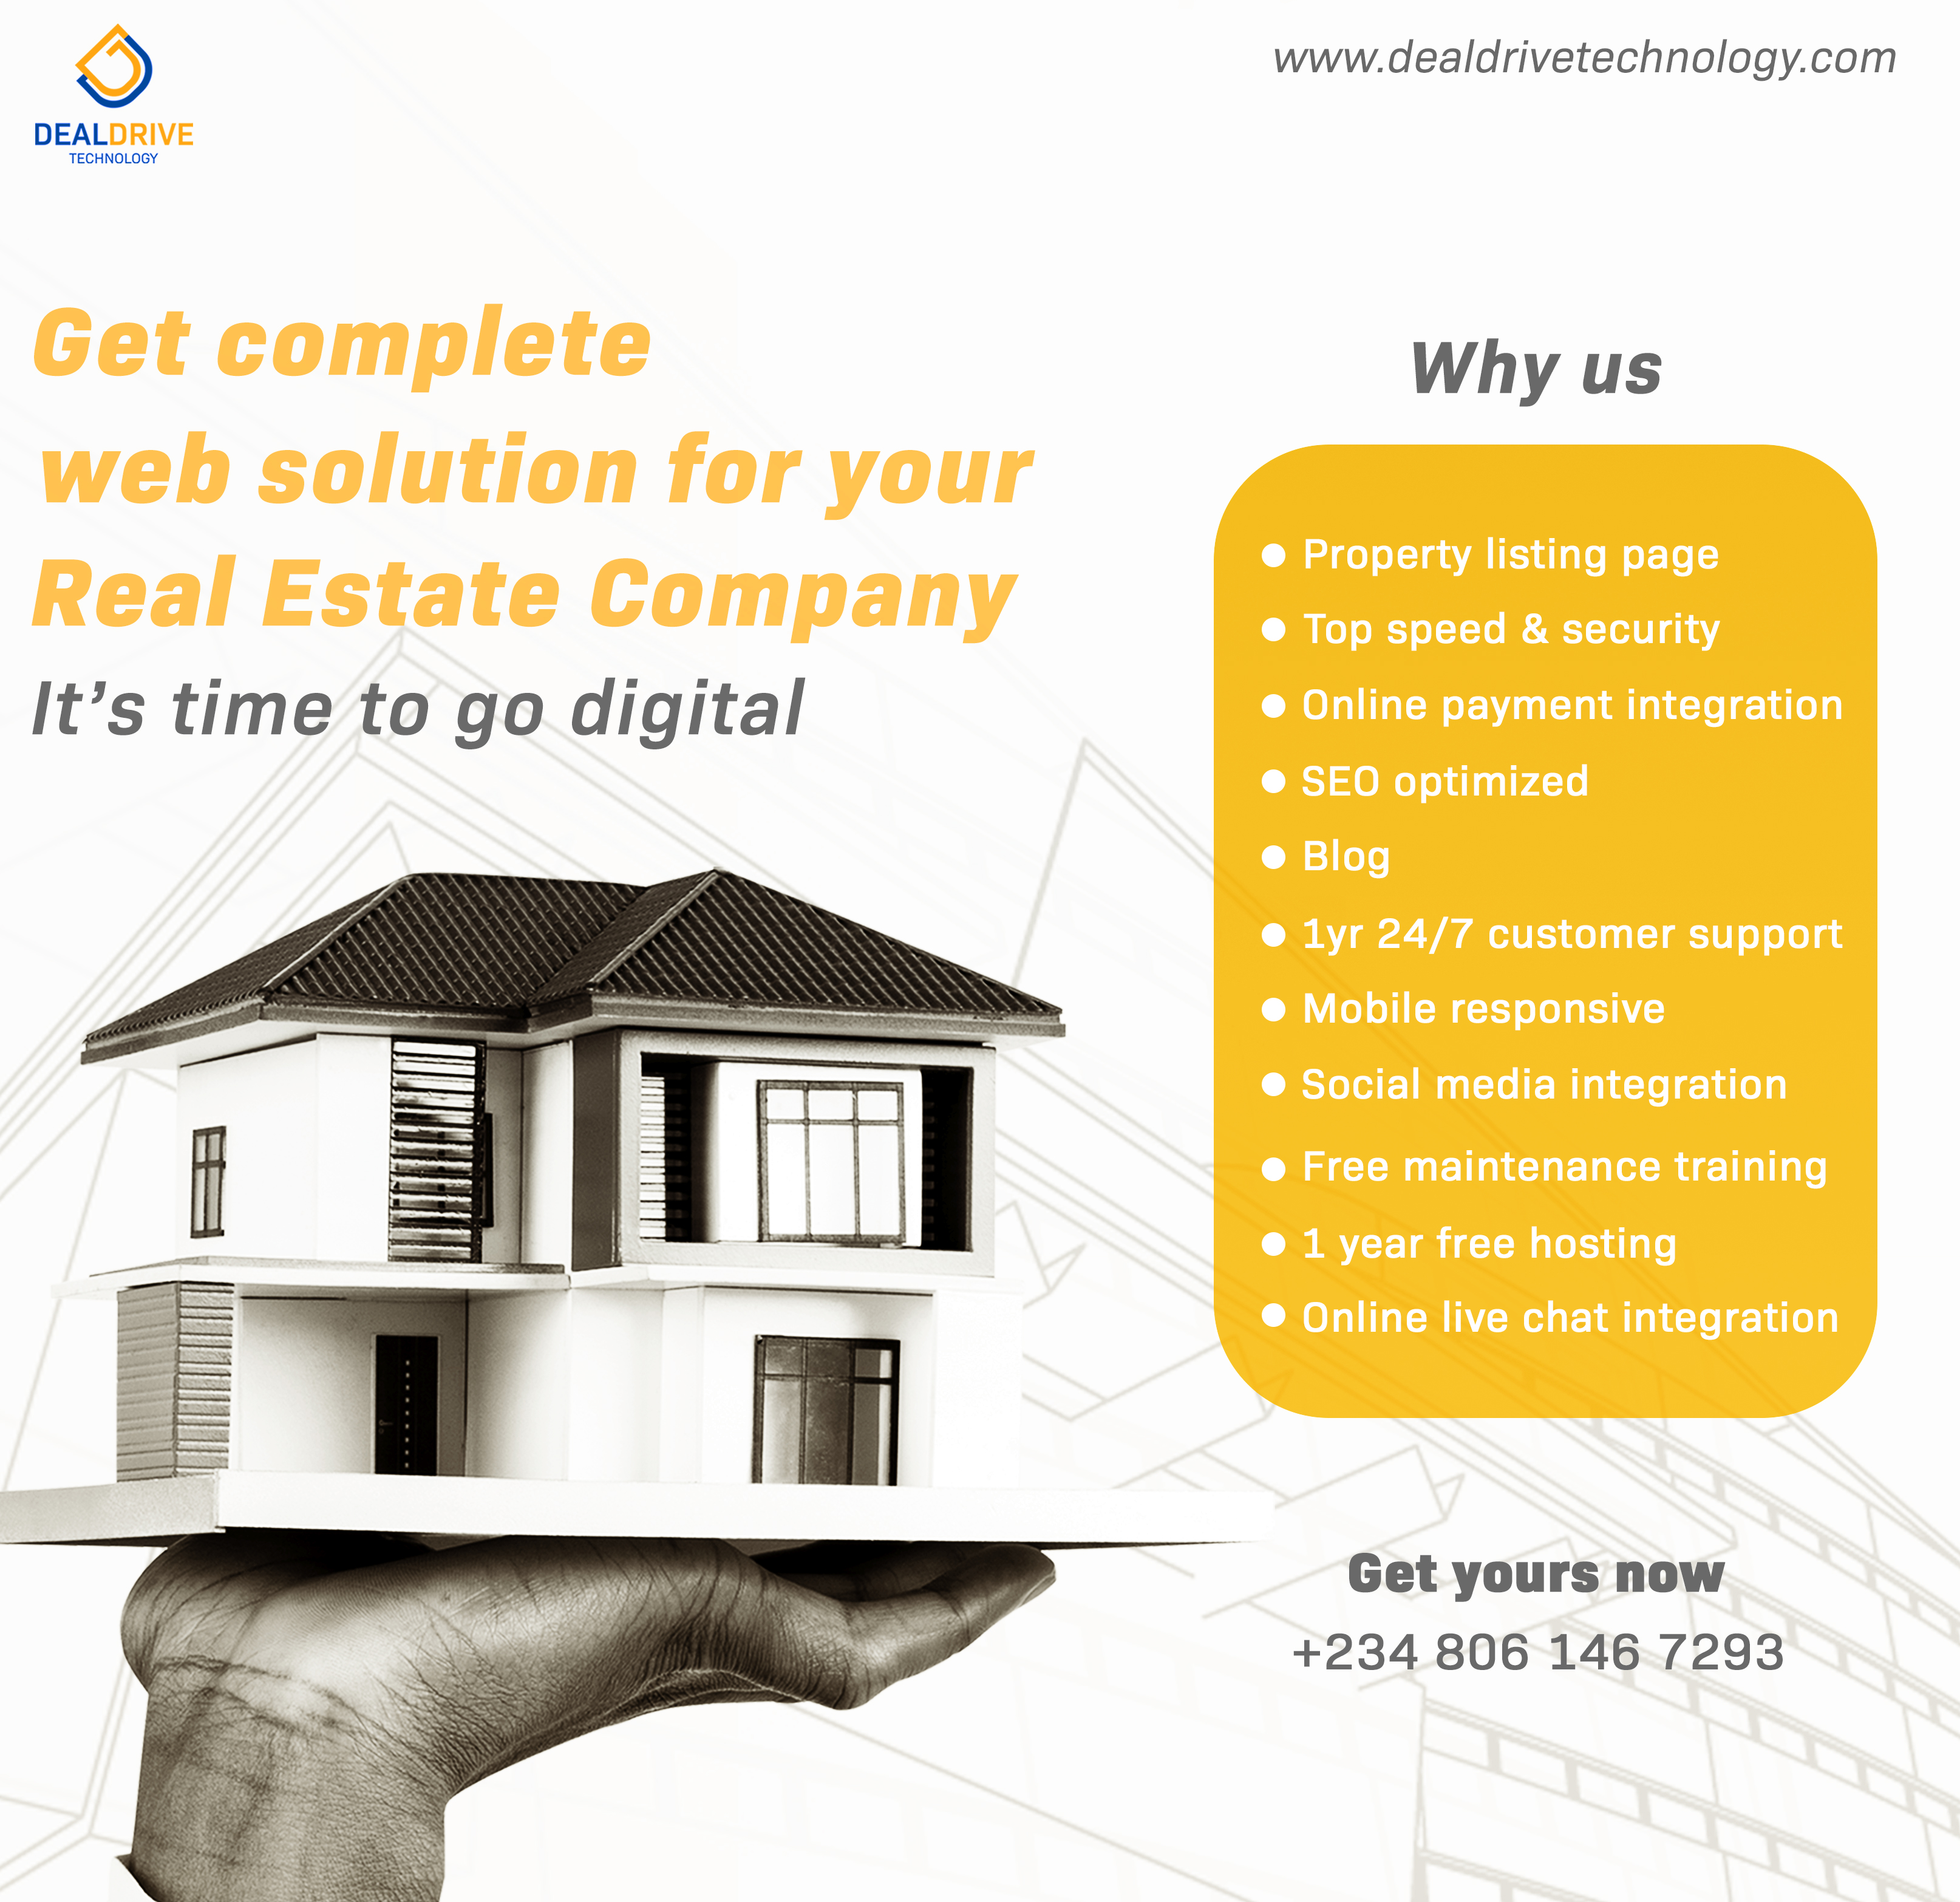 DEALDRIVE
TECHNOLOGY
www.dealdrivetechnology.com
Get complete
web solution for your
Real Estate Company
It's time to go digital
Why us
Property listing page
Top speed & security
Online payment integration
SEO optimized
Blog
1yr 24/7 customer support
Mobile responsive
Social media integration
Free maintenance training
1 year free hosting
Online live chat integration
Get yours now
+234 806 146 7293